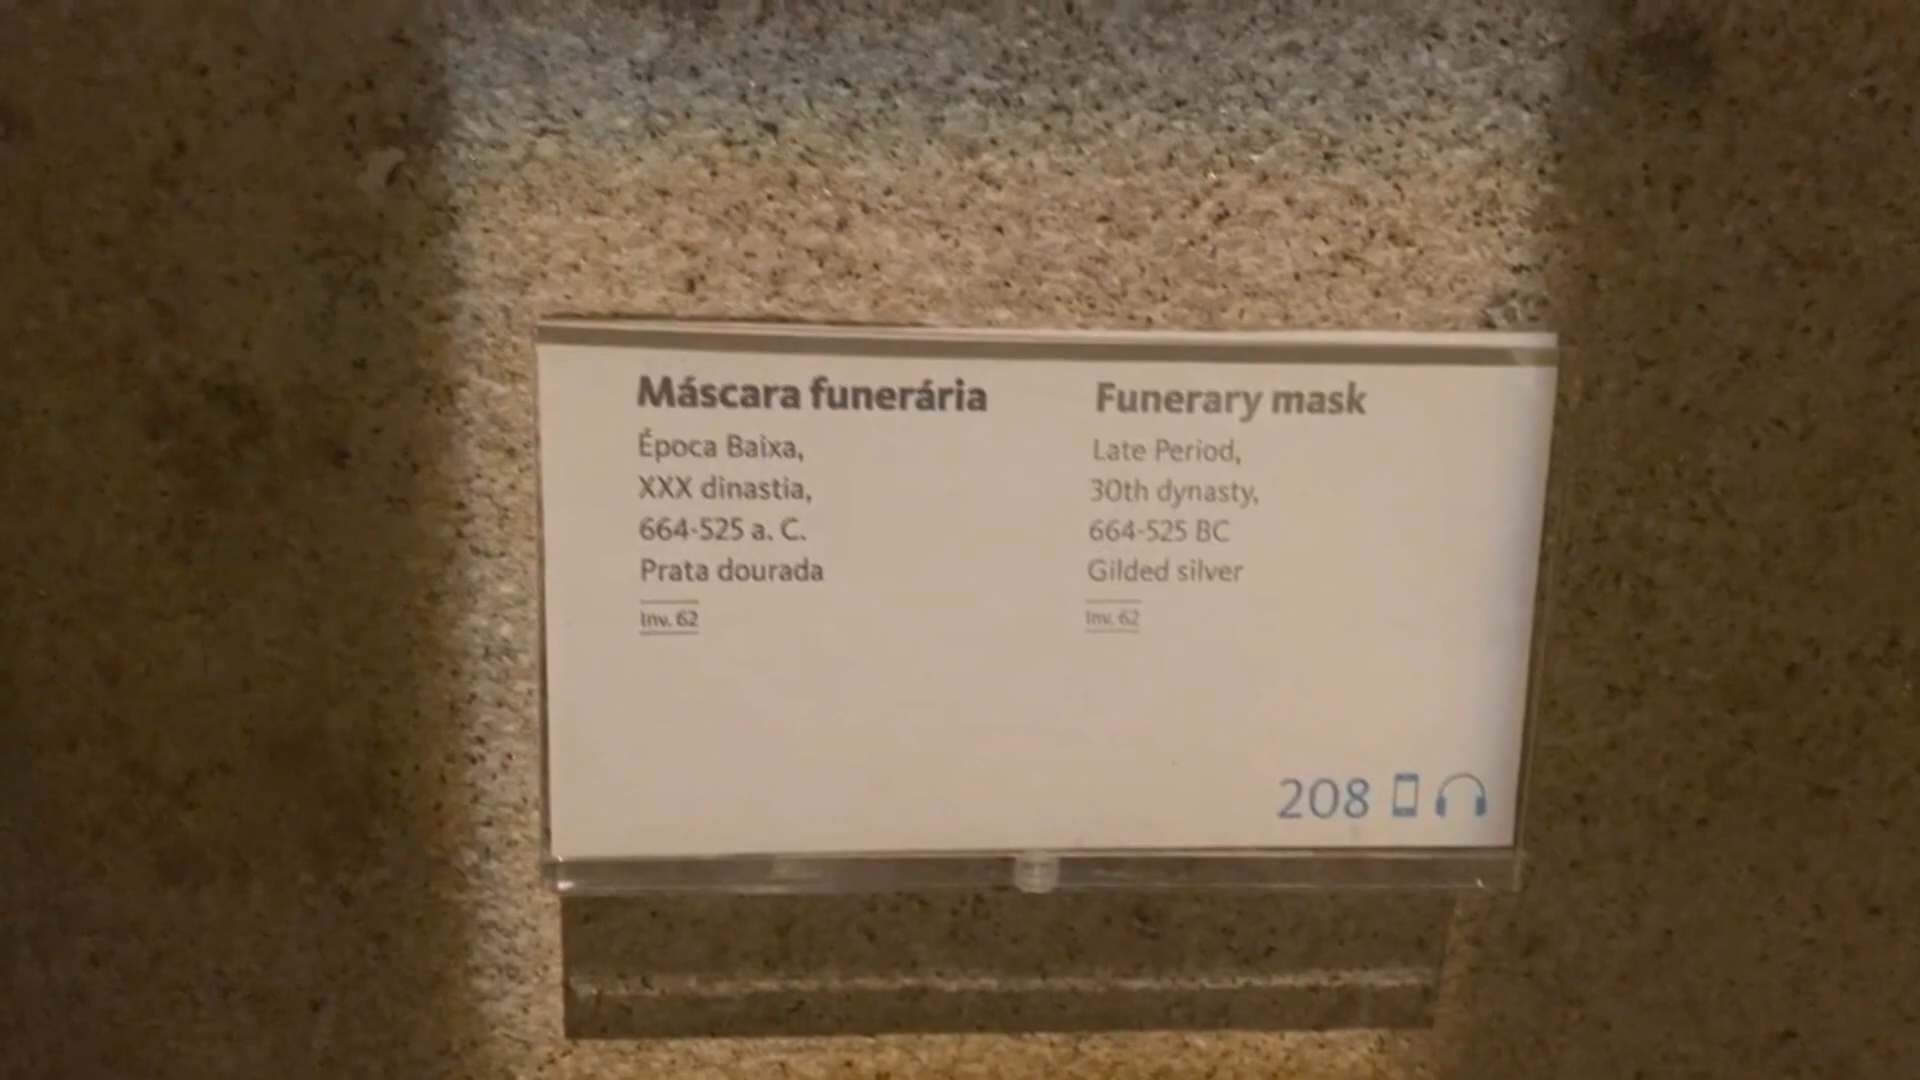 Máscara funerária
Época Baixa,
XXX dinastia,
664-525 a. C.
Prata dourada
Inv. 62
Funerary mask
Late Period,
30th dynasty,
664-525 BC
Gilded silver
Inv. 62
208